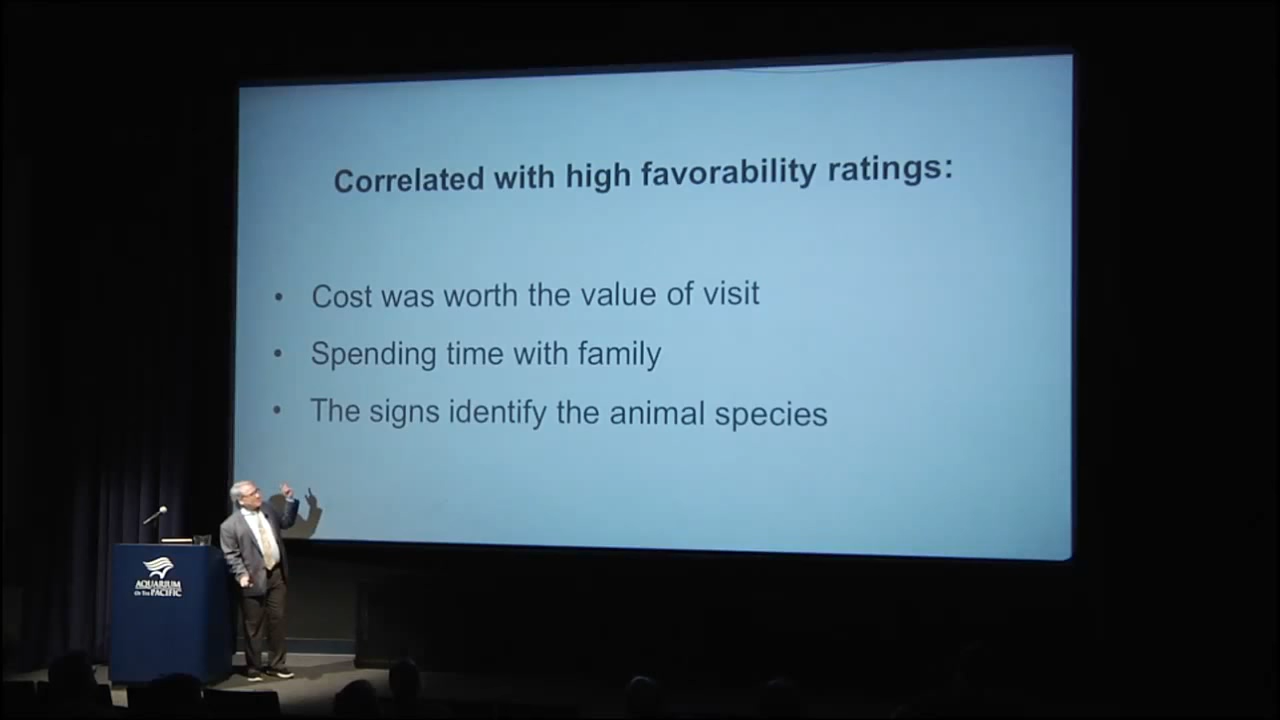 Correlated with high favorability ratings:
• Cost was worth the value of visit
• Spending time with family
• The signs identify the animal species
AQUARIUM
OF THE PACIFIC